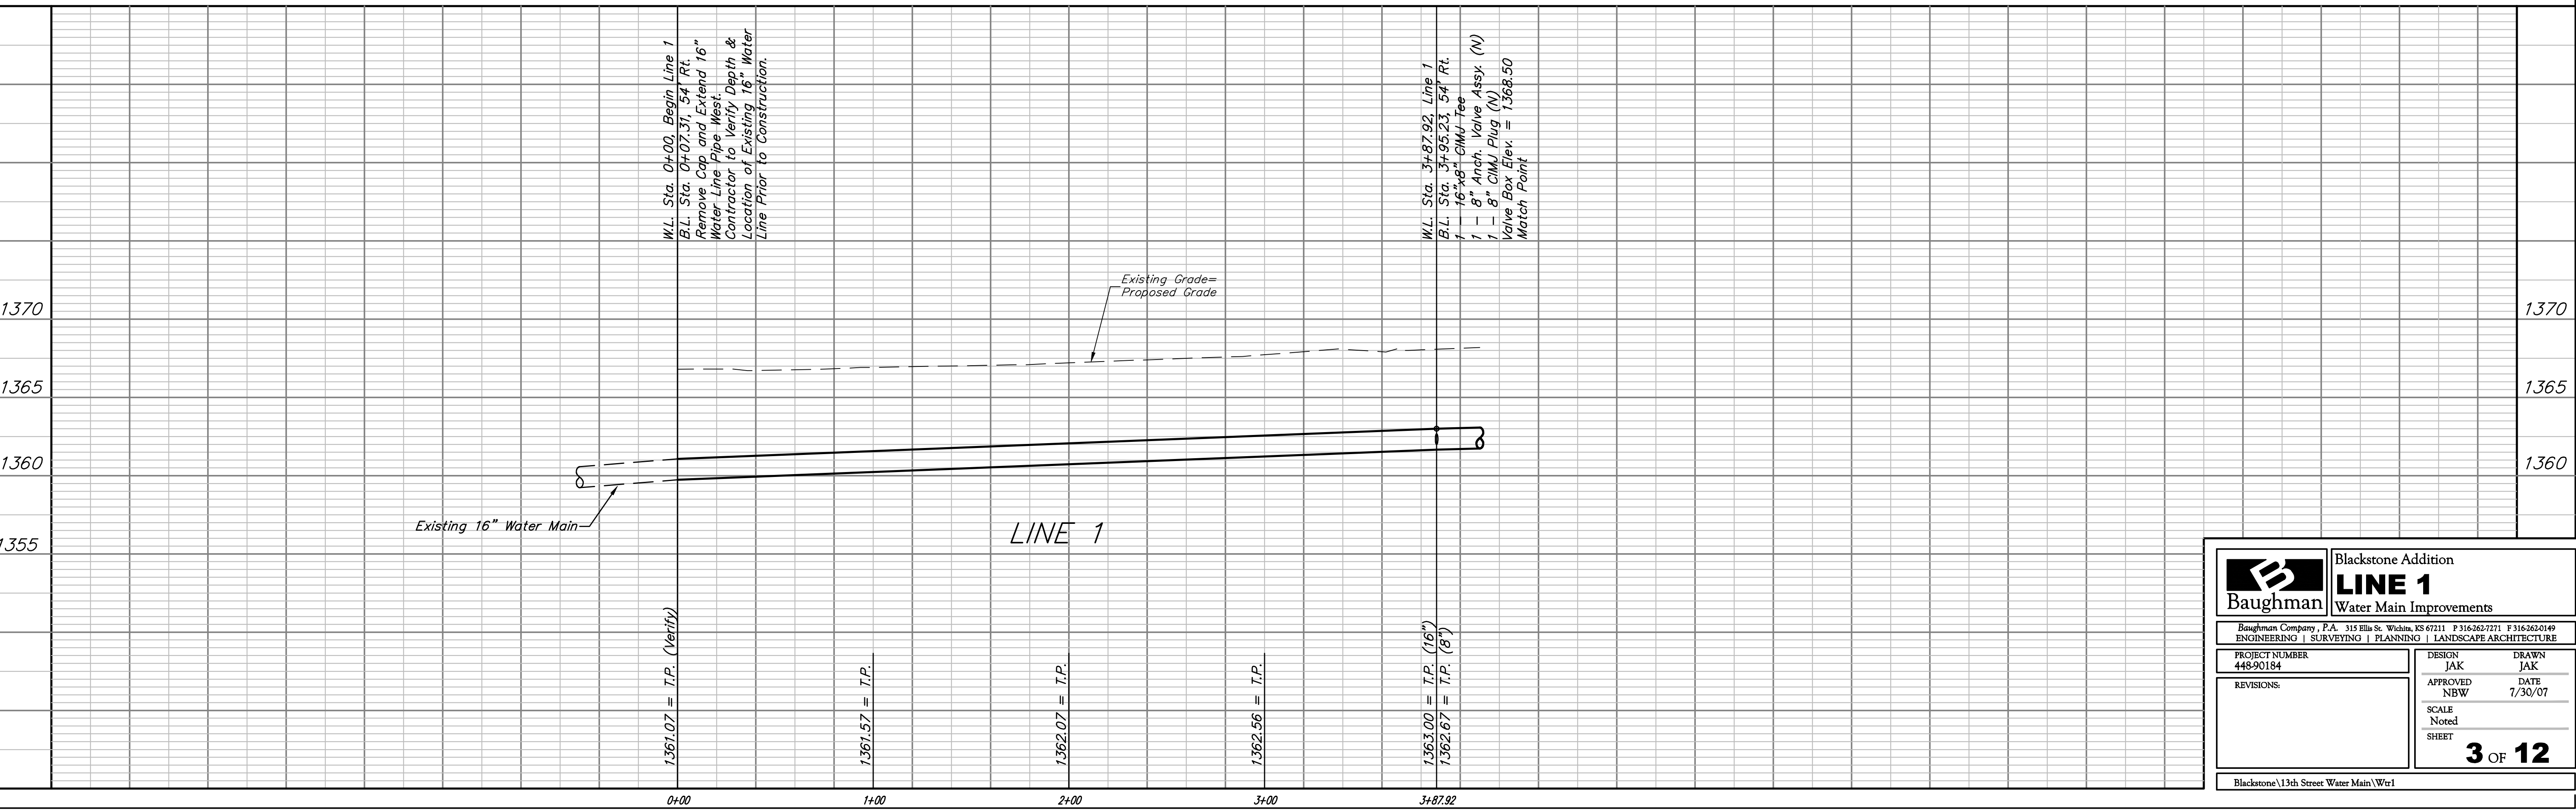 W.L. Sta. 0+00, Begin Line 1
B.L. Sta. 0+07.31, 54' Rt.
Remove Cap and Extend 16"
Water Line Pipe West.
Contractor to Verify Depth &
Location of Existing 16" Water
Line Prior to Construction.
W.L. Sta. 3+87.92, Line 1
B.L. Sta. 3+95.23, 54' Rt.
1 - 16"x8" CIMJ Tee
1 - 8" Anch. Valve Assy. (N)
1 - 8" CIMJ Plug (N)
Valve Box Elev. = 1368.50
Match Point
Existing Grade=
Proposed Grade
1370
1370
1365
1365
1360
1360
1355
Existing 16" Water Main
LINE 1
1361.07 = T.P. (Verify)
1361.57 = T.P.
1362.07 = T.P.
1362.56 = T.P.
1363.00 = T.P. (16")
1362.67 = T.P. (8")
0+00
1+00
2+00
3+00
3+87.92
B
Baughman
Blackstone Addition
LINE 1
Water Main Improvements
Baughman Company, P.A. 315 Ellis St. Wichita, KS 67211 P 316-262-7271 F 316-262-0149
ENGINEERING | SURVEYING | PLANNING | LANDSCAPE ARCHITECTURE
PROJECT NUMBER
448-90184
REVISIONS:
DESIGN
JAK
DRAWN
JAK
APPROVED
NBW
DATE
7/30/07
SCALE
Noted
SHEET
3 OF 12
Blackstone\13th Street Water Main\Wtr1